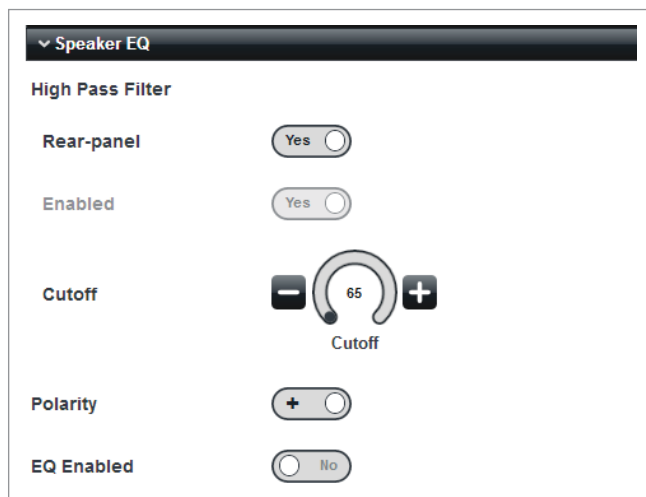 Speaker EQ
High Pass Filter
Rear-panel Yes
Enabled Yes
Cutoff 65
Cutoff
Polarity +
EQ Enabled No